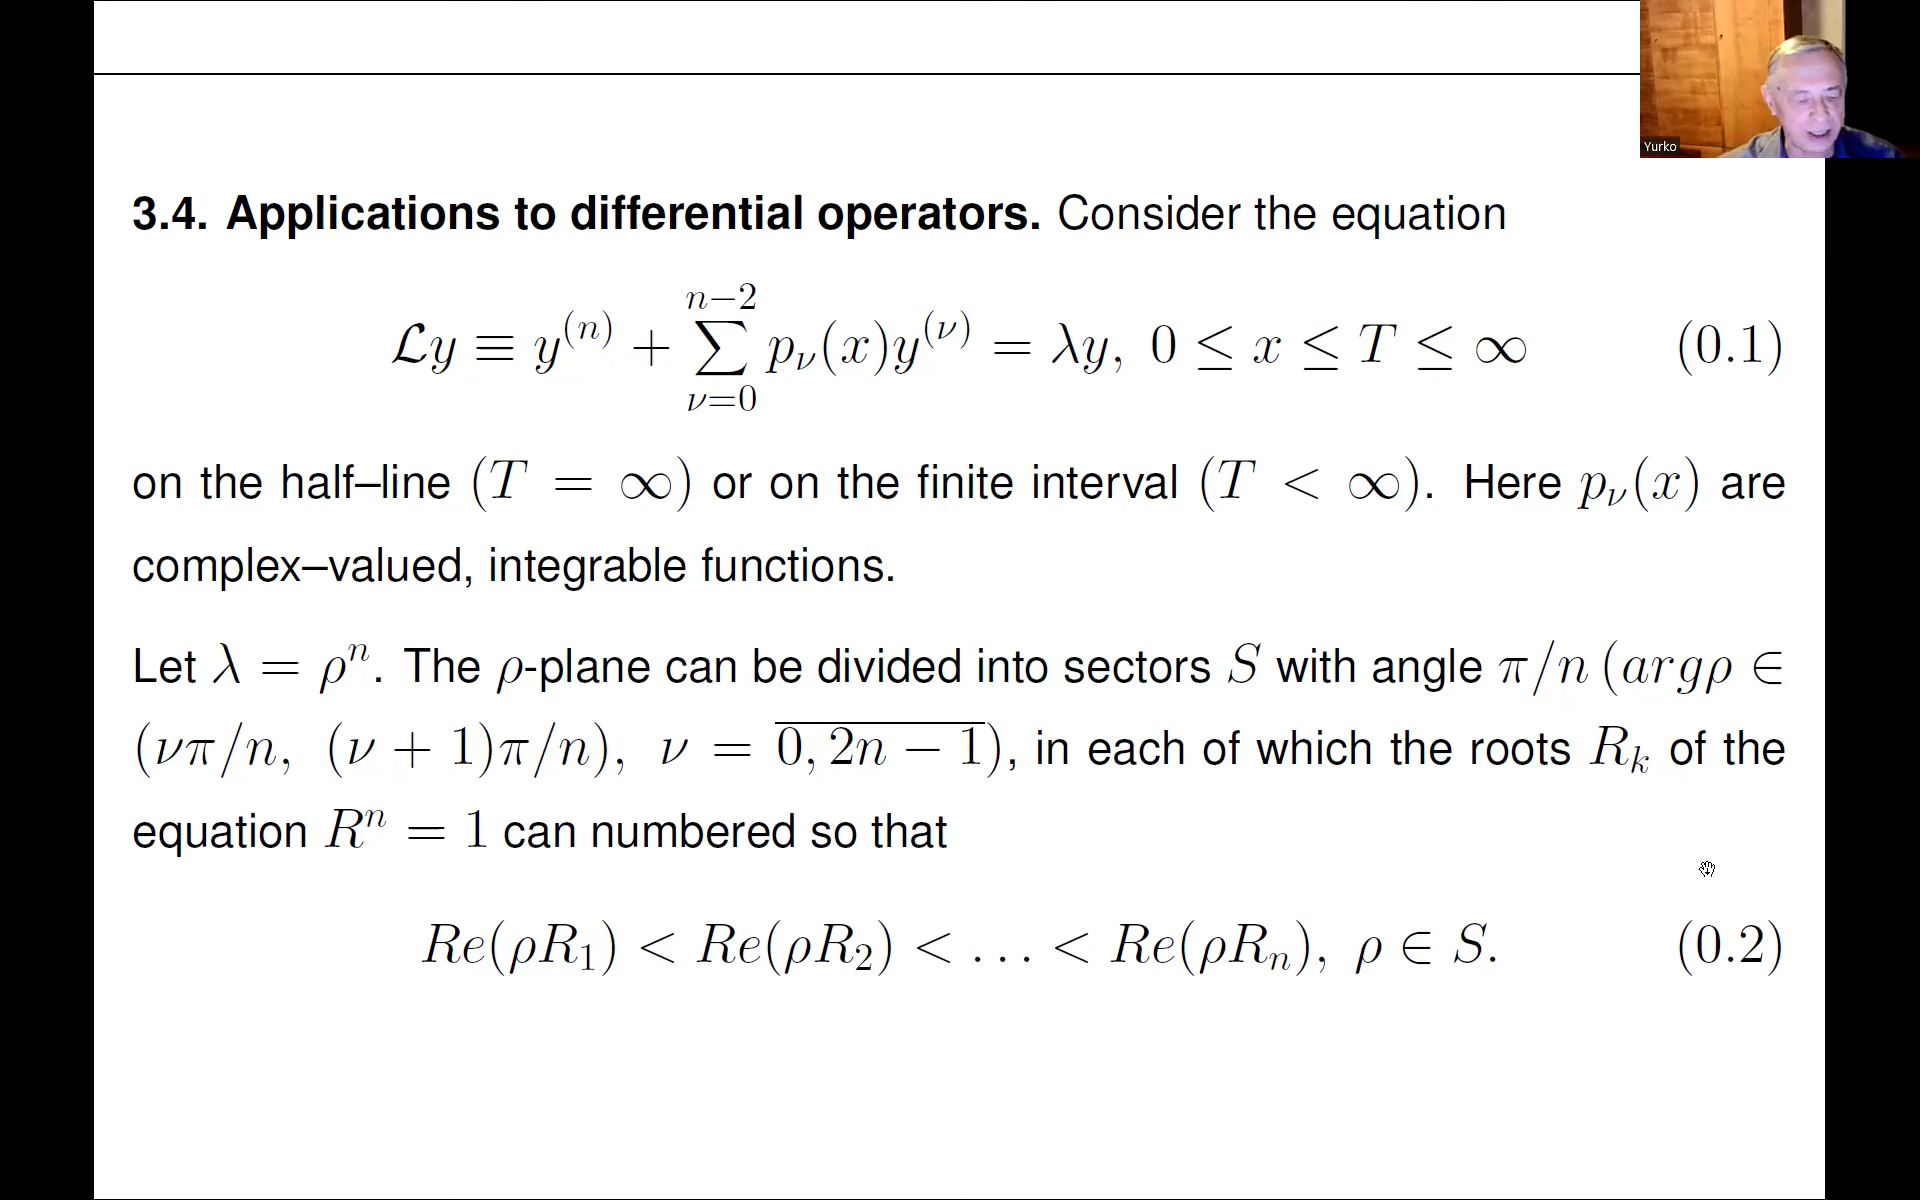 Yurko
3.4. Applications to differential operators. Consider the equation
ℒy ≡ y^{(n)} + \sum_{ν=0}^{n−2} p_ν(x)y^{(ν)} = λy, 0 ≤ x ≤ T ≤ ∞ (0.1)
on the half–line (T = ∞) or on the finite interval (T < ∞). Here p_ν(x) are
complex–valued, integrable functions.
Let λ = ρ^n. The ρ-plane can be divided into sectors S with angle π/n (argρ ∈
(νπ/n, (ν + 1)π/n), ν = \overline{0, 2n − 1}), in each of which the roots R_k of the
equation R^n = 1 can numbered so that
Re(ρR_1) < Re(ρR_2) < . . . < Re(ρR_n), ρ ∈ S. (0.2)